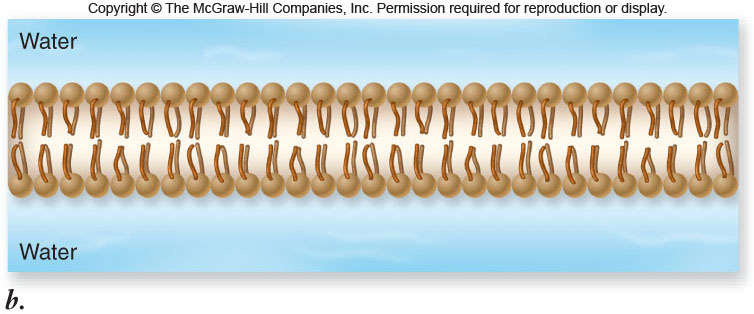 Copyright © The McGraw-Hill Companies, Inc. Permission required for reproduction or display.
Water
Water
b.